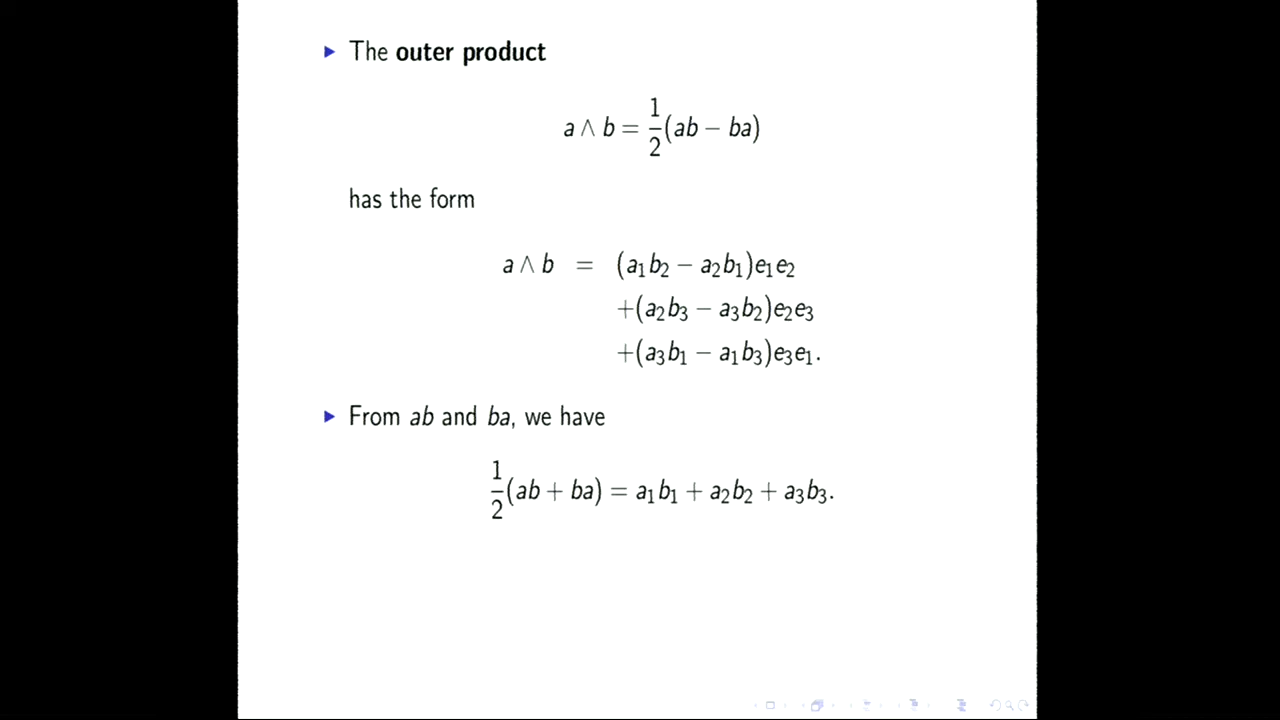 ▶ The outer product
a ∧ b = 1/2(ab − ba)
has the form
a ∧ b = (a₁b₂ − a₂b₁)e₁e₂
+(a₂b₃ − a₃b₂)e₂e₃
+(a₃b₁ − a₁b₃)e₃e₁.
▶ From ab and ba, we have
1/2(ab + ba) = a₁b₁ + a₂b₂ + a₃b₃.